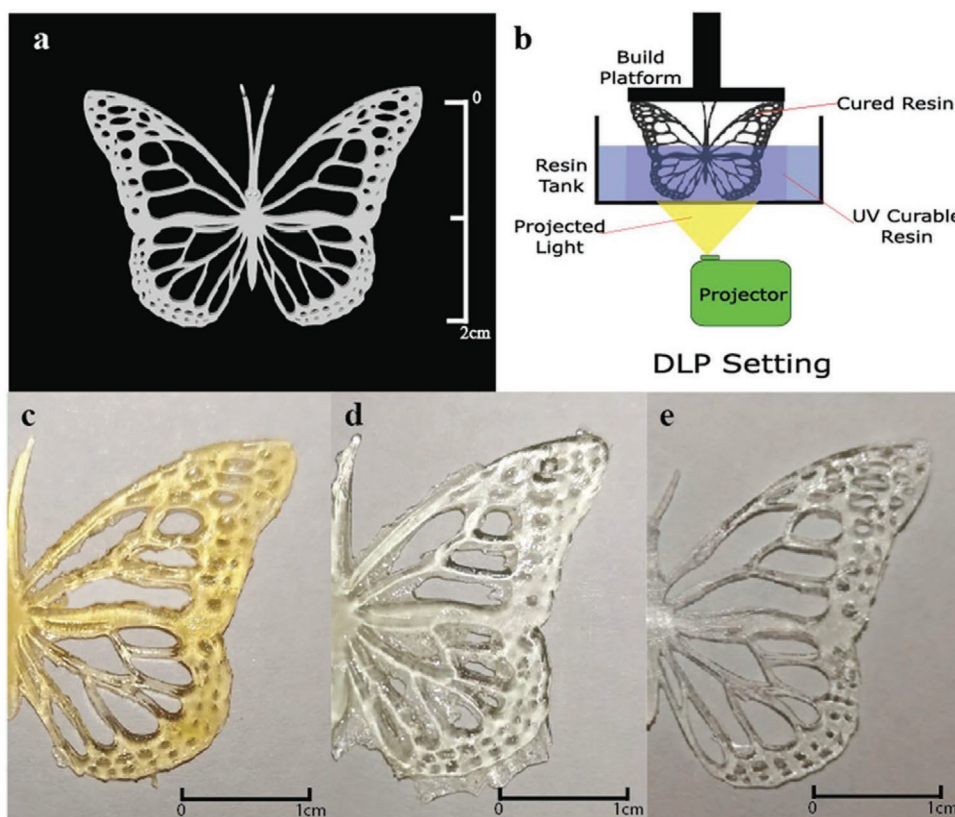 a
0
2cm
b
Build
Platform
Cured Resin
Resin
Tank
Projected
Light
UV Curable
Resin
Projector
DLP Setting
c
0 1cm
d
0 1cm
e
0 1cm